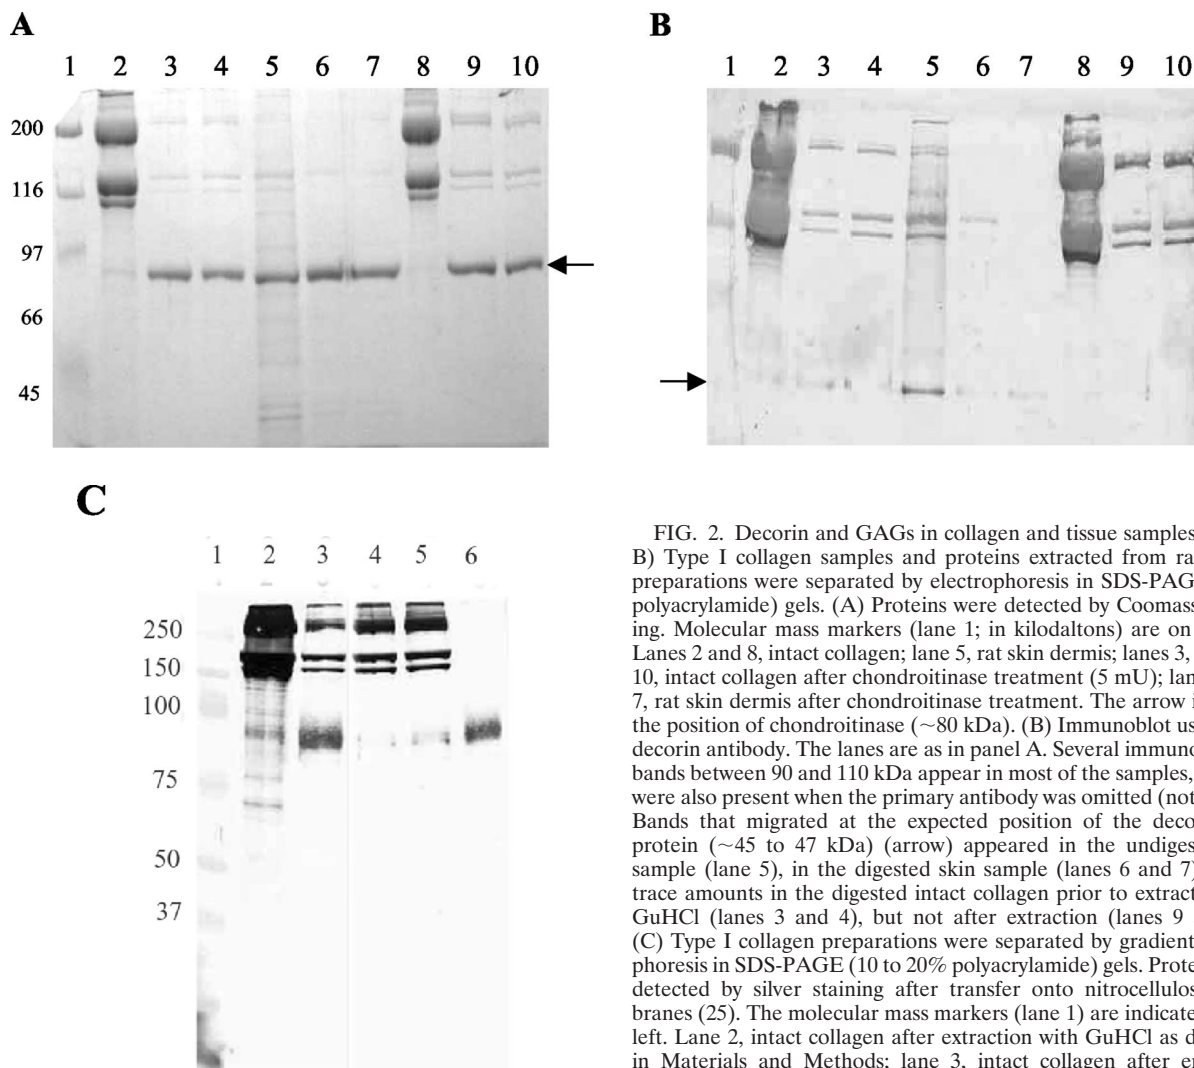 A
1 2 3 4 5 6 7 8 9 10
200
116
97
66
45
B
1 2 3 4 5 6 7 8 9 10
C
1 2 3 4 5 6
250
150
100
75
50
37
FIG. 2. Decorin and GAGs in collagen and tissue samples
B) Type I collagen samples and proteins extracted from ra
preparations were separated by electrophoresis in SDS-PAG
polyacrylamide) gels. (A) Proteins were detected by Coomass
ing. Molecular mass markers (lane 1; in kilodaltons) are on
Lanes 2 and 8, intact collagen; lane 5, rat skin dermis; lanes 3,
10, intact collagen after chondroitinase treatment (5 mU); lan
7, rat skin dermis after chondroitinase treatment. The arrow i
the position of chondroitinase (~80 kDa). (B) Immunoblot us
decorin antibody. The lanes are as in panel A. Several immuno
bands between 90 and 110 kDa appear in most of the samples,
were also present when the primary antibody was omitted (not
Bands that migrated at the expected position of the deco
protein (~45 to 47 kDa) (arrow) appeared in the undiges
sample (lane 5), in the digested skin sample (lanes 6 and 7)
trace amounts in the digested intact collagen prior to extract
GuHCl (lanes 3 and 4), but not after extraction (lanes 9
(C) Type I collagen preparations were separated by gradient
phoresis in SDS-PAGE (10 to 20% polyacrylamide) gels. Prote
detected by silver staining after transfer onto nitrocellulos
branes (25). The molecular mass markers (lane 1) are indicate
left. Lane 2, intact collagen after extraction with GuHCl as d
in Materials and Methods; lane 3, intact collagen after en